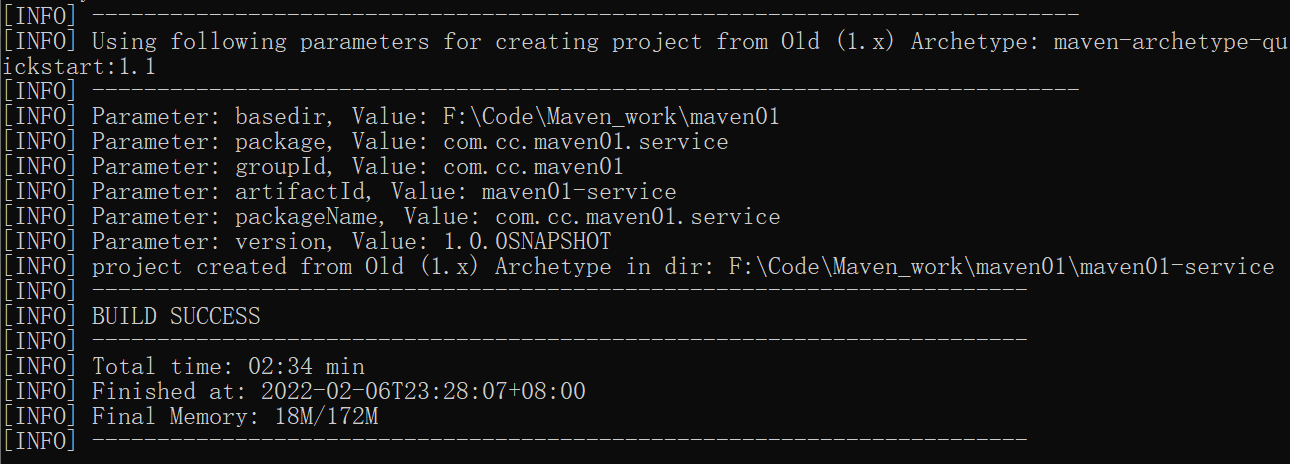 [INFO] ----------------------------------------------------------------------------
[INFO] Using following parameters for creating project from Old (1.x) Archetype: maven-archetype-qu
ickstart:1.1
[INFO] ----------------------------------------------------------------------------
[INFO] Parameter: basedir, Value: F:\Code\Maven_work\maven01
[INFO] Parameter: package, Value: com.cc.maven01.service
[INFO] Parameter: groupId, Value: com.cc.maven01
[INFO] Parameter: artifactId, Value: maven01-service
[INFO] Parameter: packageName, Value: com.cc.maven01.service
[INFO] Parameter: version, Value: 1.0.0SNAPSHOT
[INFO] project created from Old (1.x) Archetype in dir: F:\Code\Maven_work\maven01\maven01-service
[INFO] ------------------------------------------------------------------------
[INFO] BUILD SUCCESS
[INFO] ------------------------------------------------------------------------
[INFO] Total time: 02:34 min
[INFO] Finished at: 2022-02-06T23:28:07+08:00
[INFO] Final Memory: 18M/172M
[INFO] ------------------------------------------------------------------------